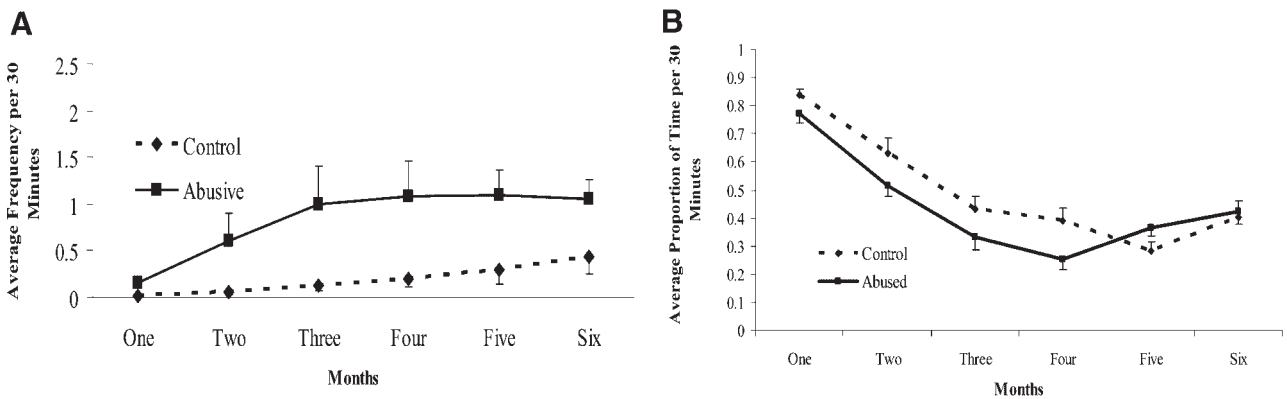 A
Average Frequency per 30
Minutes
2.5
2
1.5
1
0.5
0
Control
Abusive
One Two Three Four Five Six
Months
B
Average Proportion of Time per 30
Minutes
1
0.9
0.8
0.7
0.6
0.5
0.4
0.3
0.2
0.1
0
Control
Abused
One Two Three Four Five Six
Months